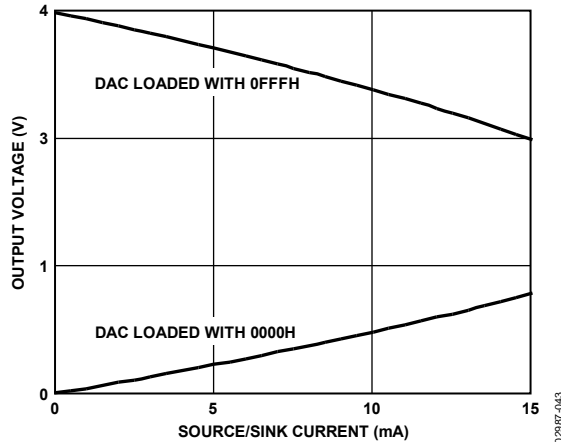 4
DAC LOADED WITH 0FFFH
3
OUTPUT VOLTAGE (V)
1
DAC LOADED WITH 0000H
0
0 5 10 15
SOURCE/SINK CURRENT (mA)
02987-043